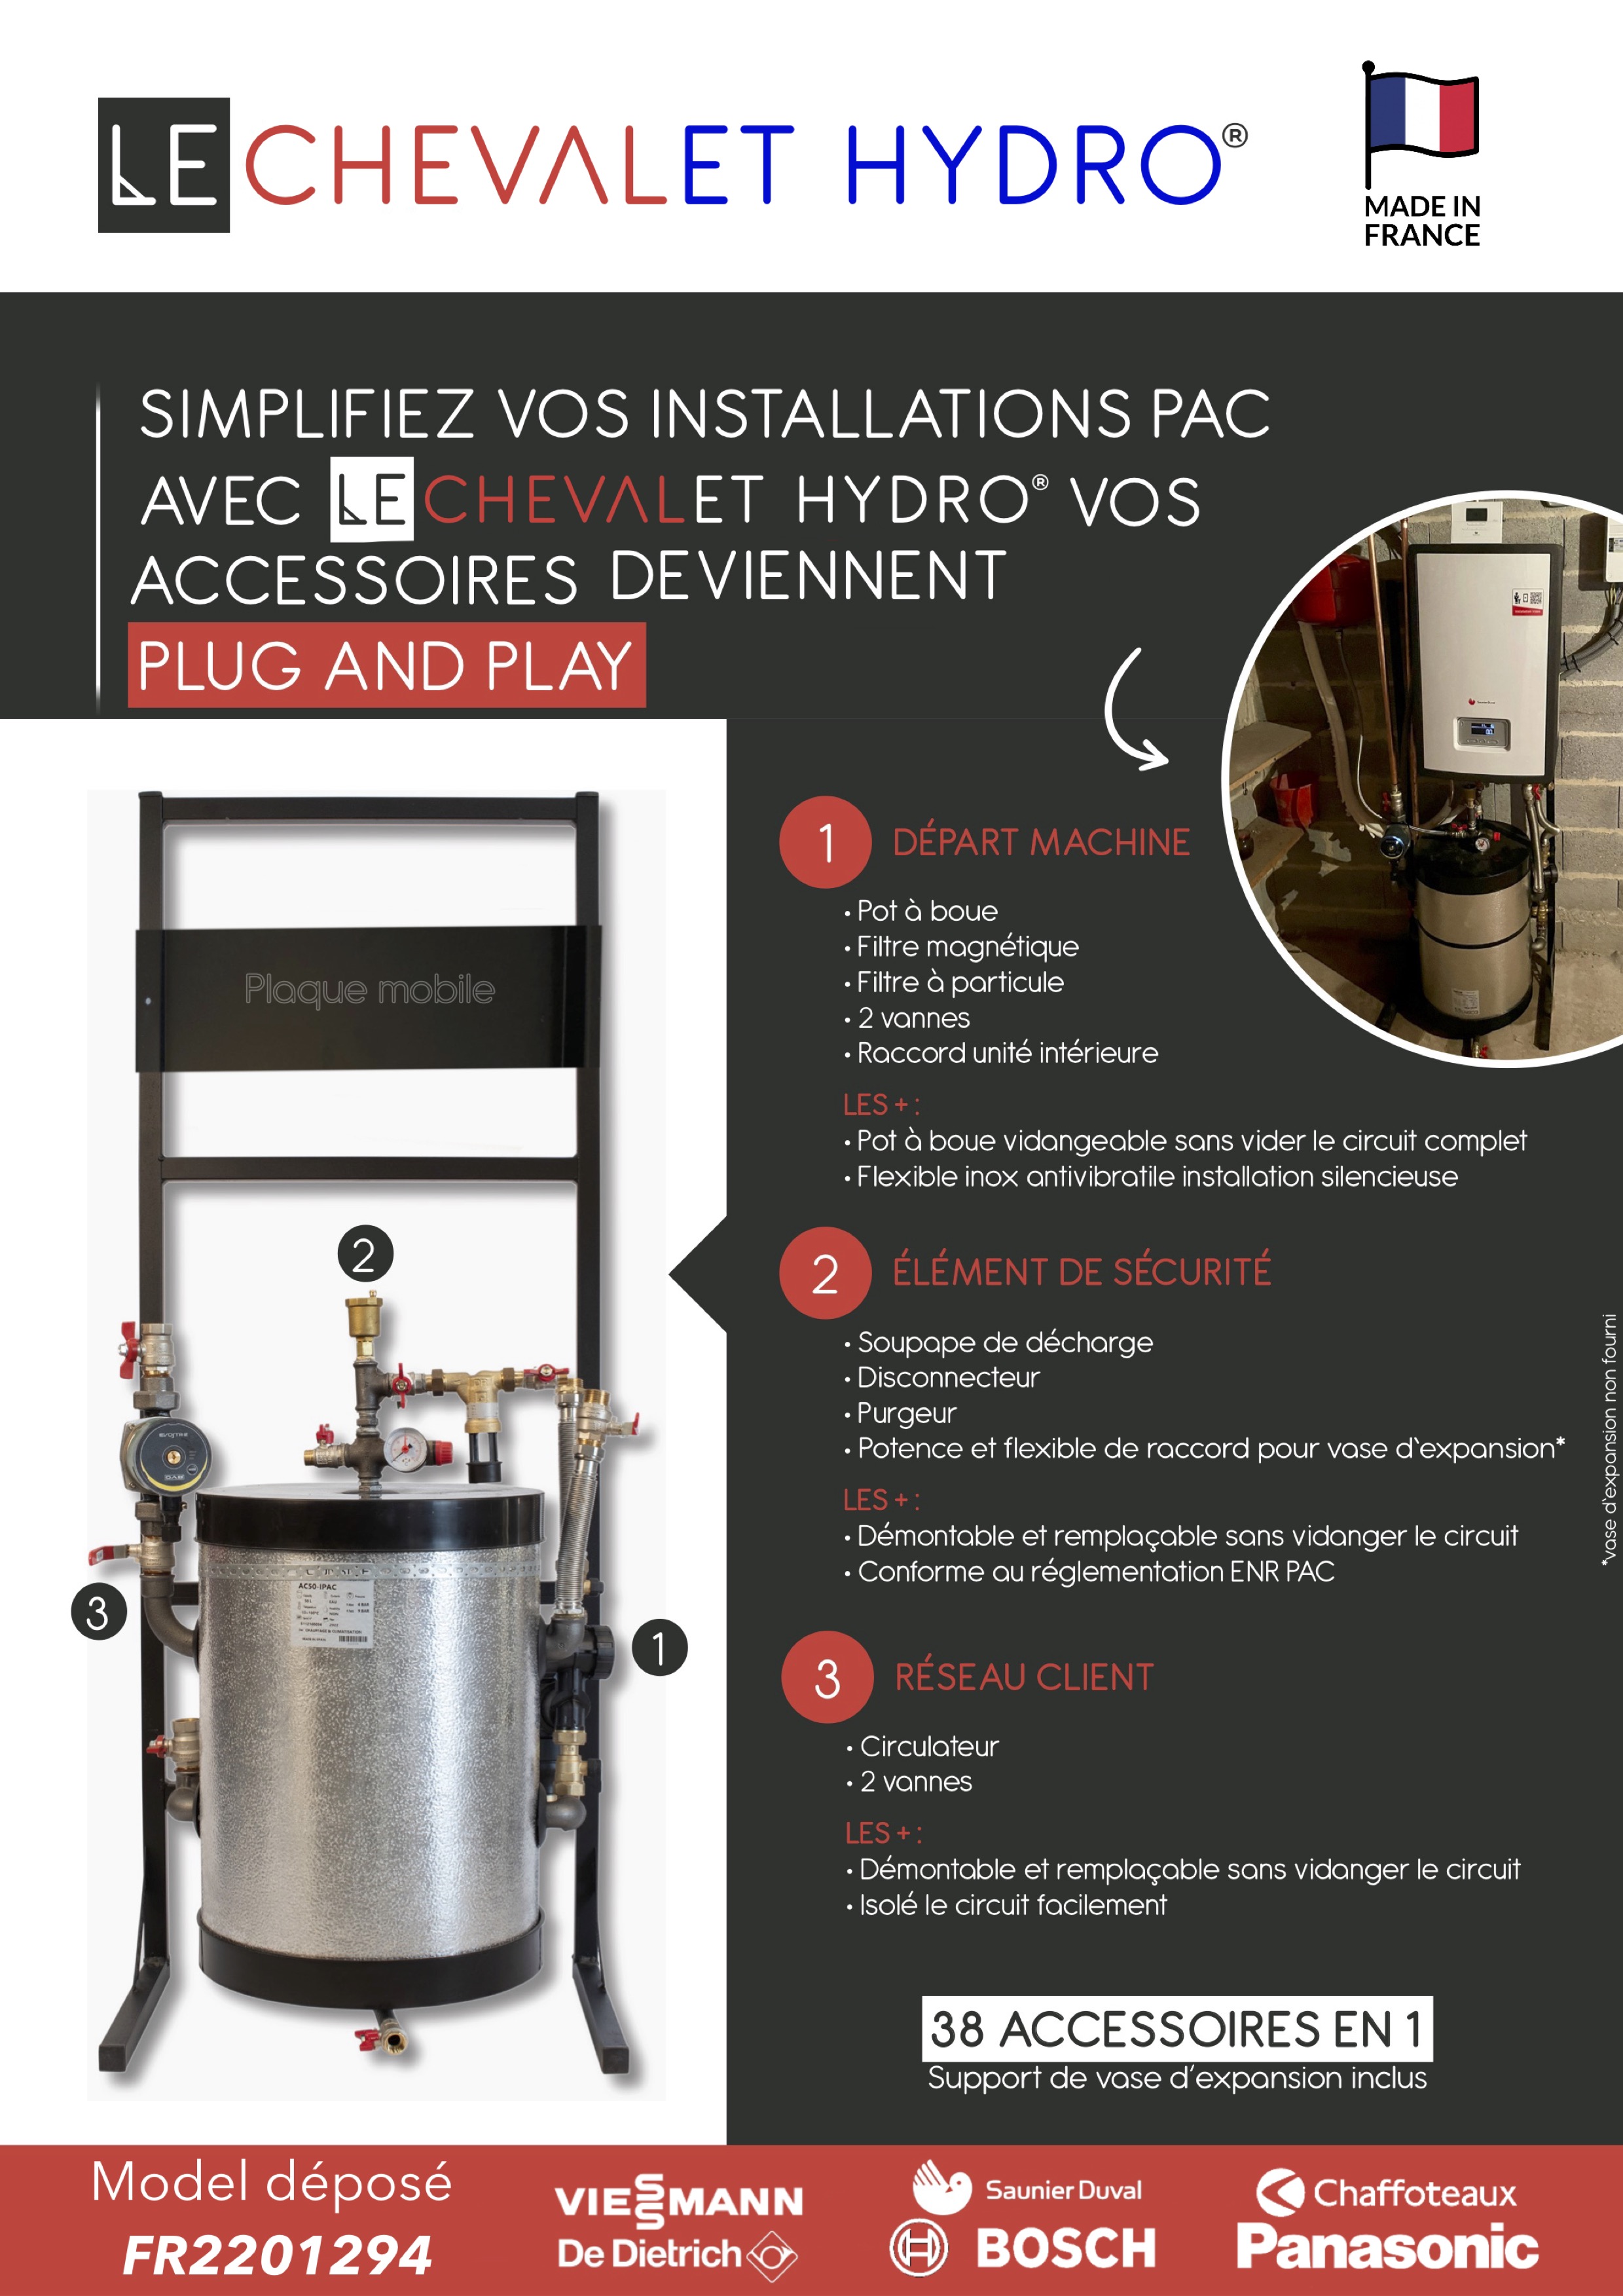 LE CHEVALET HYDRO®
MADE IN
FRANCE
SIMPLIFIEZ VOS INSTALLATIONS PAC
AVEC LE CHEVALET HYDRO® VOS
ACCESSOIRES DEVIENNENT
PLUG AND PLAY
Plaque mobile
2
3
1
AC50-IPAC
DAB
1 DÉPART MACHINE
• Pot à boue
• Filtre magnétique
• Filtre à particule
• 2 vannes
• Raccord unité intérieure
LES + :
• Pot à boue vidangeable sans vider le circuit complet
• Flexible inox antivibratile installation silencieuse
2 ÉLÉMENT DE SÉCURITÉ
• Soupape de décharge
• Disconnecteur
• Purgeur
• Potence et flexible de raccord pour vase d'expansion*
LES + :
• Démontable et remplaçable sans vidanger le circuit
• Conforme au réglementation ENR PAC
*vase d'expansion non fourni
3 RÉSEAU CLIENT
• Circulateur
• 2 vannes
LES + :
• Démontable et remplaçable sans vidanger le circuit
• Isolé le circuit facilement
38 ACCESSOIRES EN 1
Support de vase d'expansion inclus
Model déposé
FR2201294
VIESSMANN
De Dietrich
Saunier Duval
BOSCH
Chaffoteaux
Panasonic